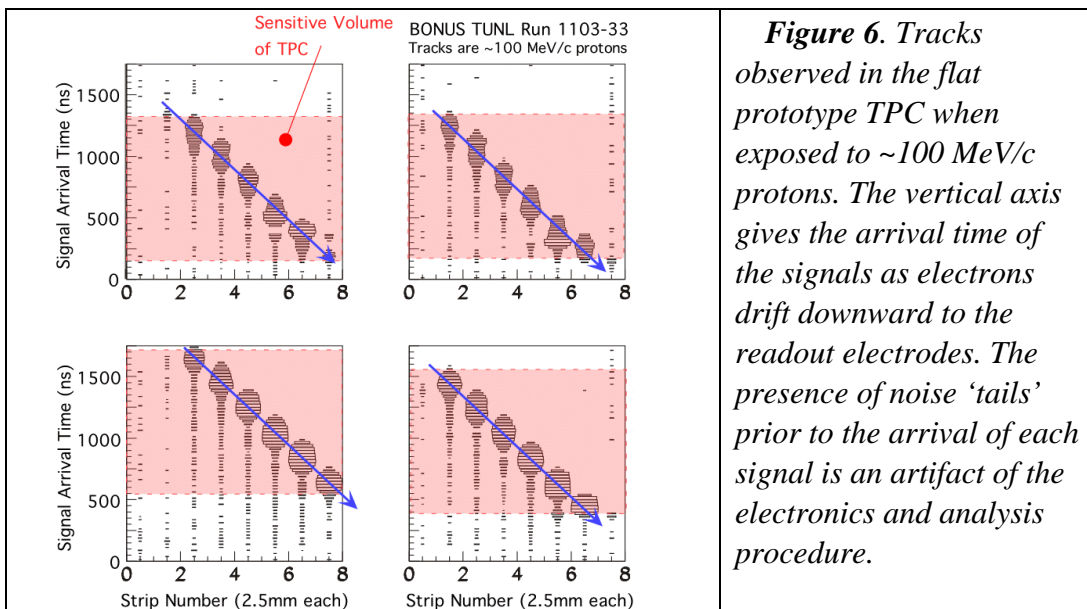 Sensitive Volume
of TPC
BONUS TUNL Run 1103-33
Tracks are ~100 MeV/c protons
Signal Arrival Time (ns)
1500
1000
500
0
0 2 4 6 8
0 2 4 6 8
Signal Arrival Time (ns)
1500
1000
500
0
0 2 4 6 8
0 2 4 6 8
Strip Number (2.5mm each)
Strip Number (2.5mm each)
Figure 6. Tracks
observed in the flat
prototype TPC when
exposed to ~100 MeV/c
protons. The vertical axis
gives the arrival time of
the signals as electrons
drift downward to the
readout electrodes. The
presence of noise ‘tails’
prior to the arrival of each
signal is an artifact of the
electronics and analysis
procedure.